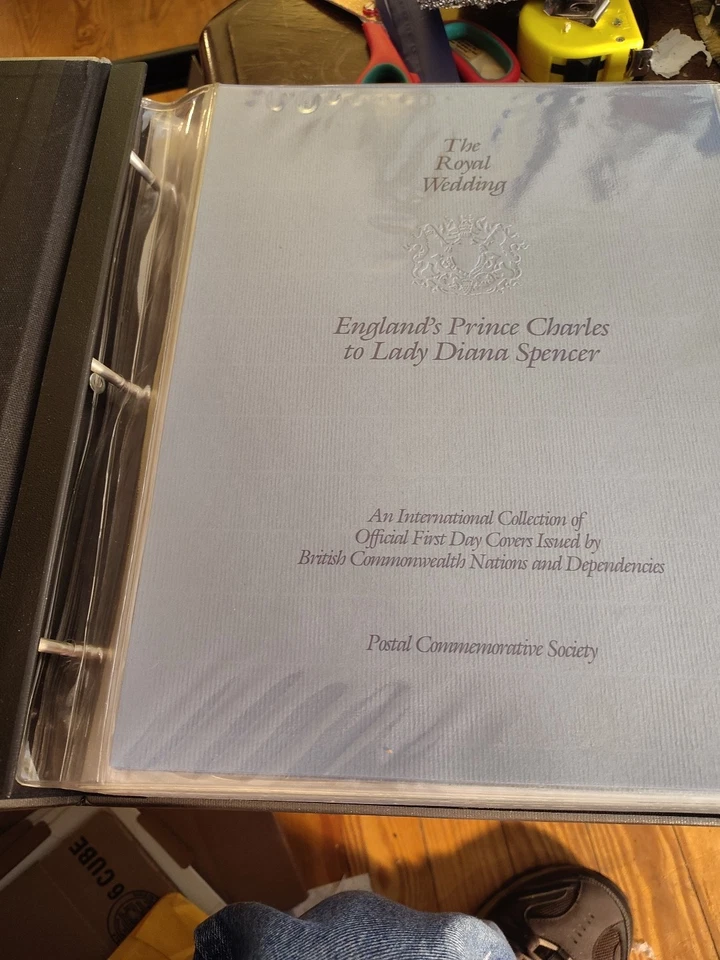 The
Royal
Wedding
England's Prince Charles
to Lady Diana Spencer
An International Collection of
Official First Day Covers Issued by
British Commonwealth Nations and Dependencies
Postal Commemorative Society
6 CUBE